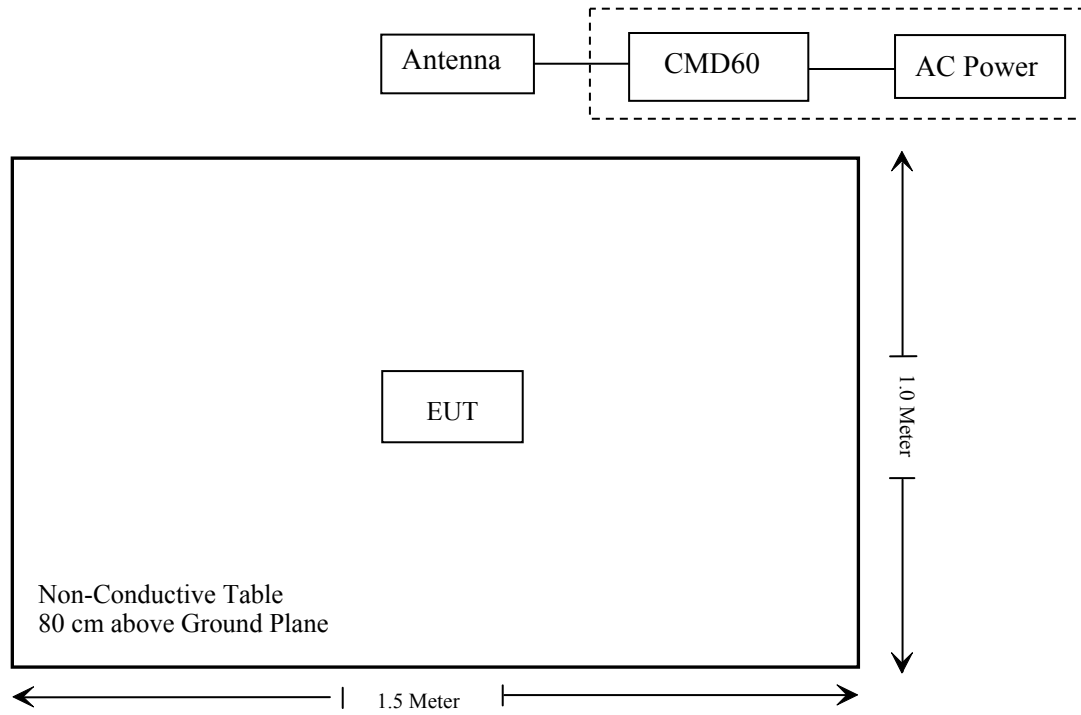 Antenna
CMD60
AC Power
EUT
1.0 Meter
Non-Conductive Table
80 cm above Ground Plane
1.5 Meter